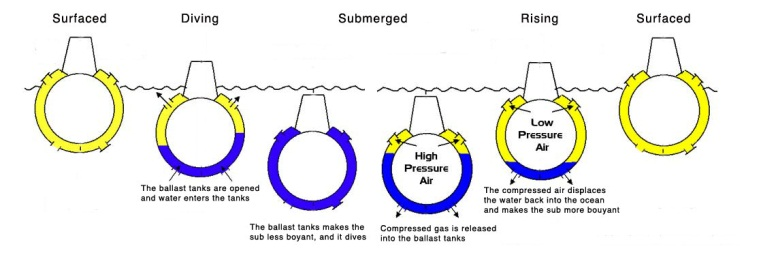 Surfaced
Diving
Submerged
Rising
Surfaced
The ballast tanks are opened
and water enters the tanks
The ballast tanks makes the
sub less boyant, and it dives
High
Pressure
Air
Compressed gas is released
into the ballast tanks
Low
Pressure
Air
The compressed air displaces
the water back into the ocean
and makes the sub more bouyant